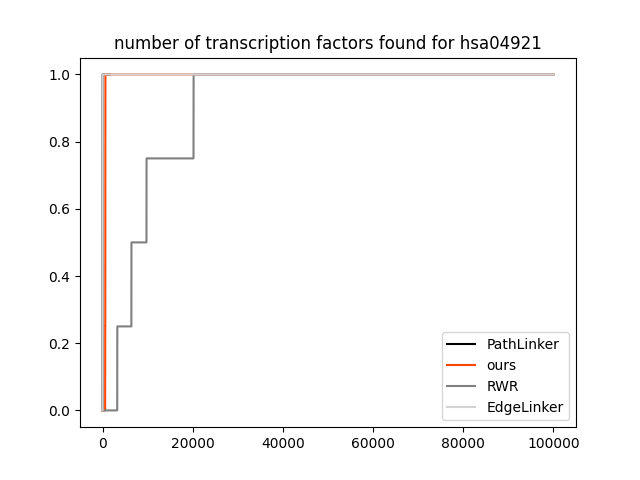 number of transcription factors found for hsa04921
1.0
0.8
0.6
0.4
0.2
0.0
0
20000
40000
60000
80000
100000
PathLinker
ours
RWR
EdgeLinker